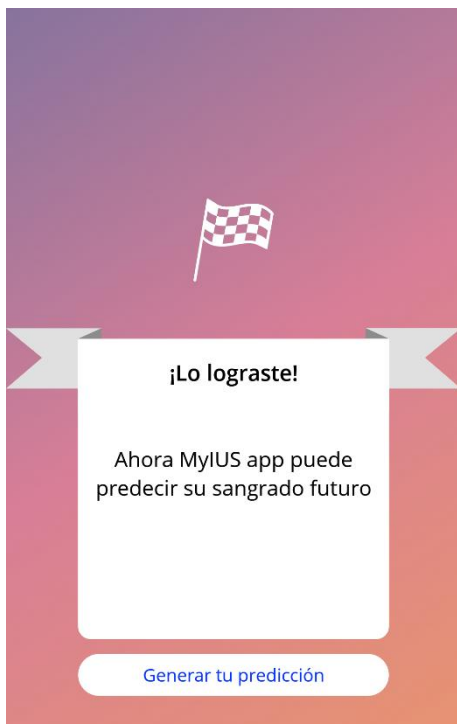 ¡Lo lograste!
Ahora MyIUS app puede
predecir su sangrado futuro
Generar tu predicción